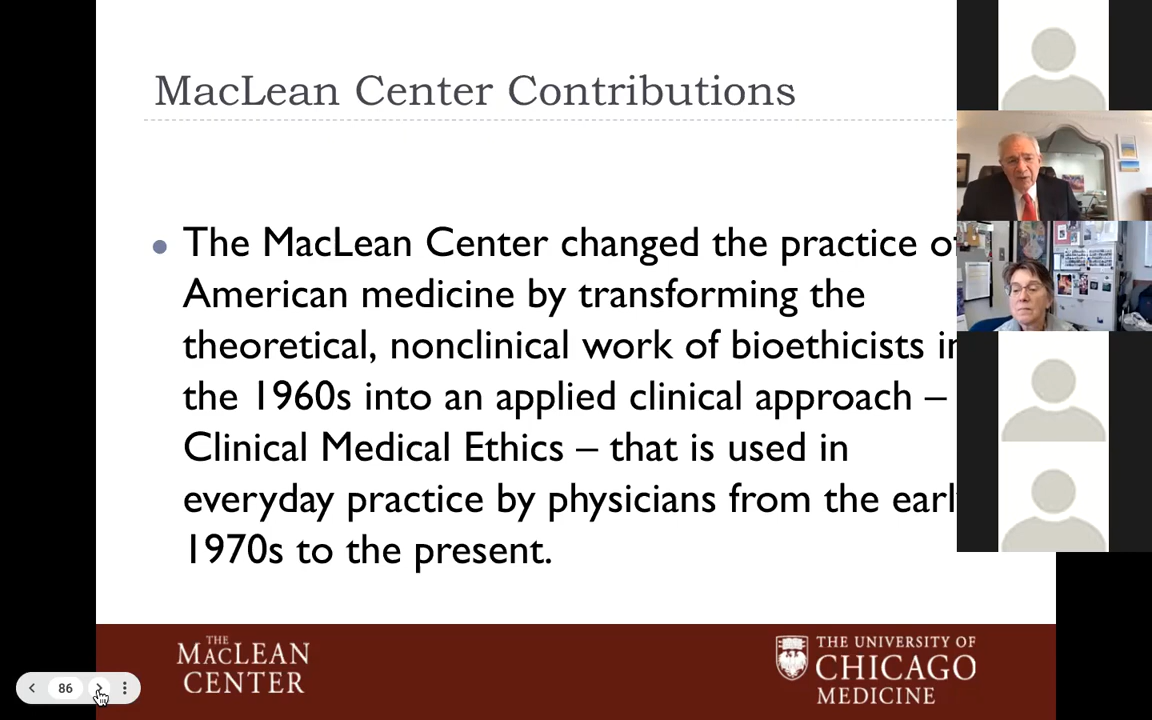 MacLean Center Contributions
• The MacLean Center changed the practice of
American medicine by transforming the
theoretical, nonclinical work of bioethicists in
the 1960s into an applied clinical approach –
Clinical Medical Ethics – that is used in
everyday practice by physicians from the earl
1970s to the present.
THE
MACLEAN
CENTER
THE UNIVERSITY OF
CHICAGO
MEDICINE
86